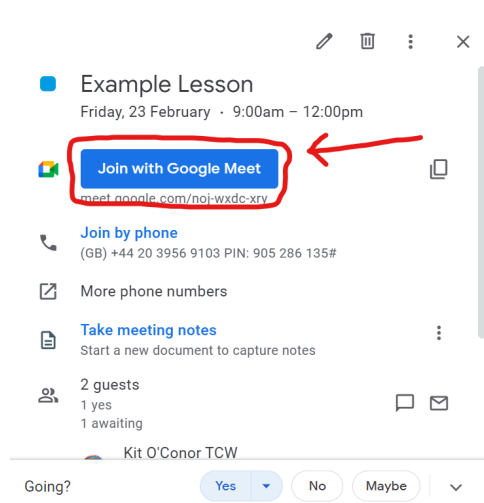 Example Lesson
Friday, 23 February · 9:00am – 12:00pm
Join with Google Meet
meet.google.com/noj-wxdc-xry
Join by phone
(GB) +44 20 3956 9103 PIN: 905 286 135#
More phone numbers
Take meeting notes
Start a new document to capture notes
2 guests
1 yes
1 awaiting
Kit O'Conor TCW
Going?
Yes
No
Maybe